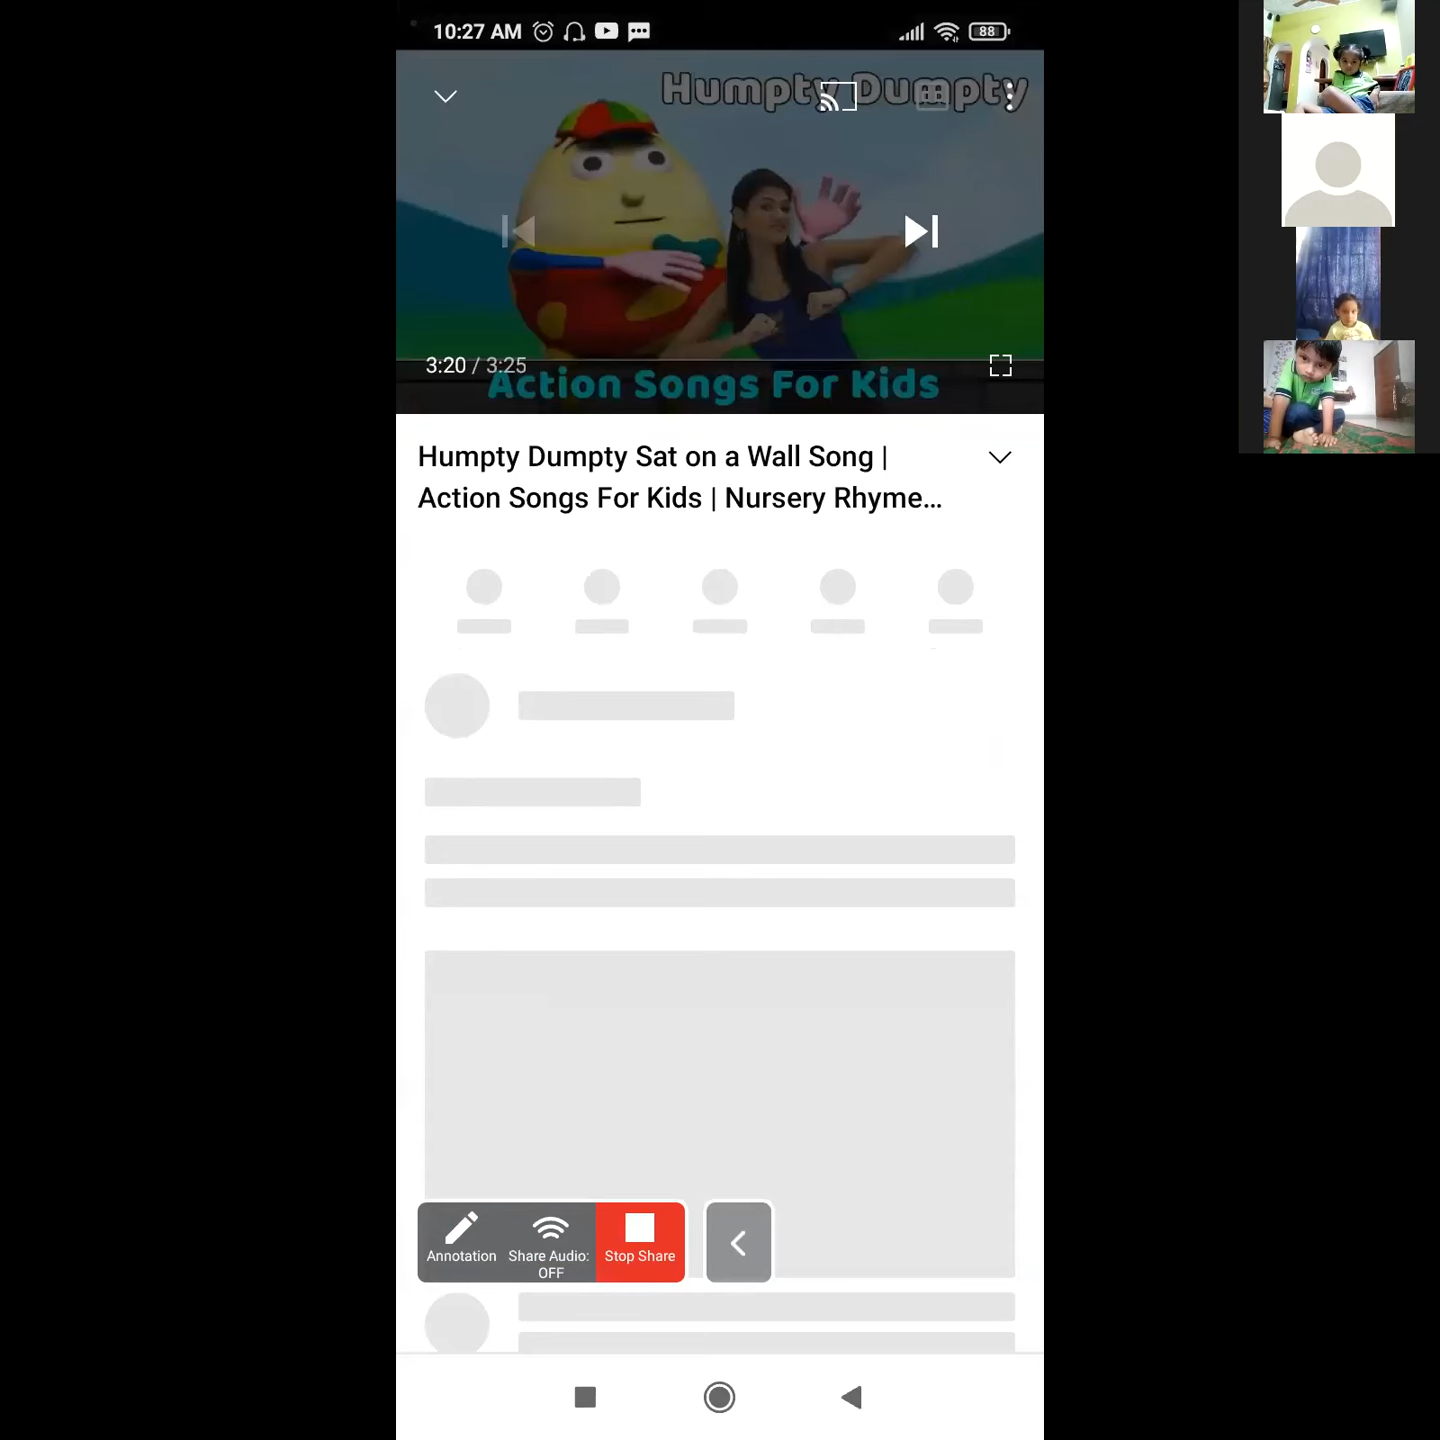 10:27 AM
88
Humpty Dumpty
3:20 / 3:25
Action Songs For Kids
Humpty Dumpty Sat on a Wall Song |
Action Songs For Kids | Nursery Rhyme...
Annotation
Share Audio:
OFF
Stop Share